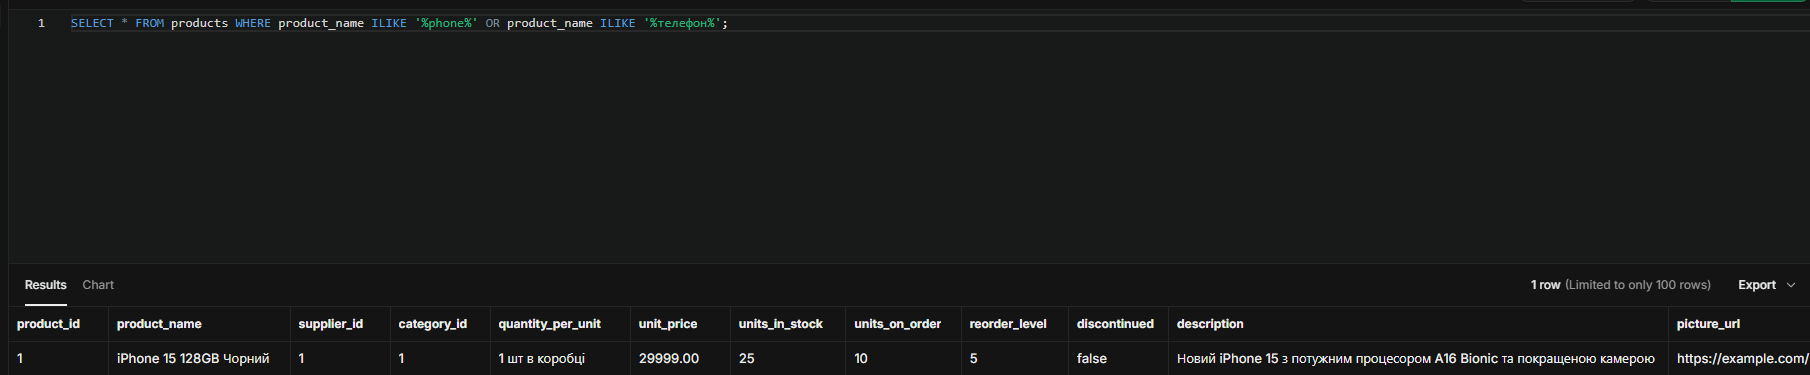 1 SELECT * FROM products WHERE product_name ILIKE '%phone%' OR product_name ILIKE '%телефон%';
Results Chart 1 row (Limited to only 100 rows) Export
product_id product_name supplier_id category_id quantity_per_unit unit_price units_in_stock units_on_order reorder_level discontinued description picture_url
1 iPhone 15 128GB Чорний 1 1 1 шт в коробці 29999.00 25 10 5 false Новий iPhone 15 з потужним процесором A16 Bionic та покращеною камерою https://example.com/